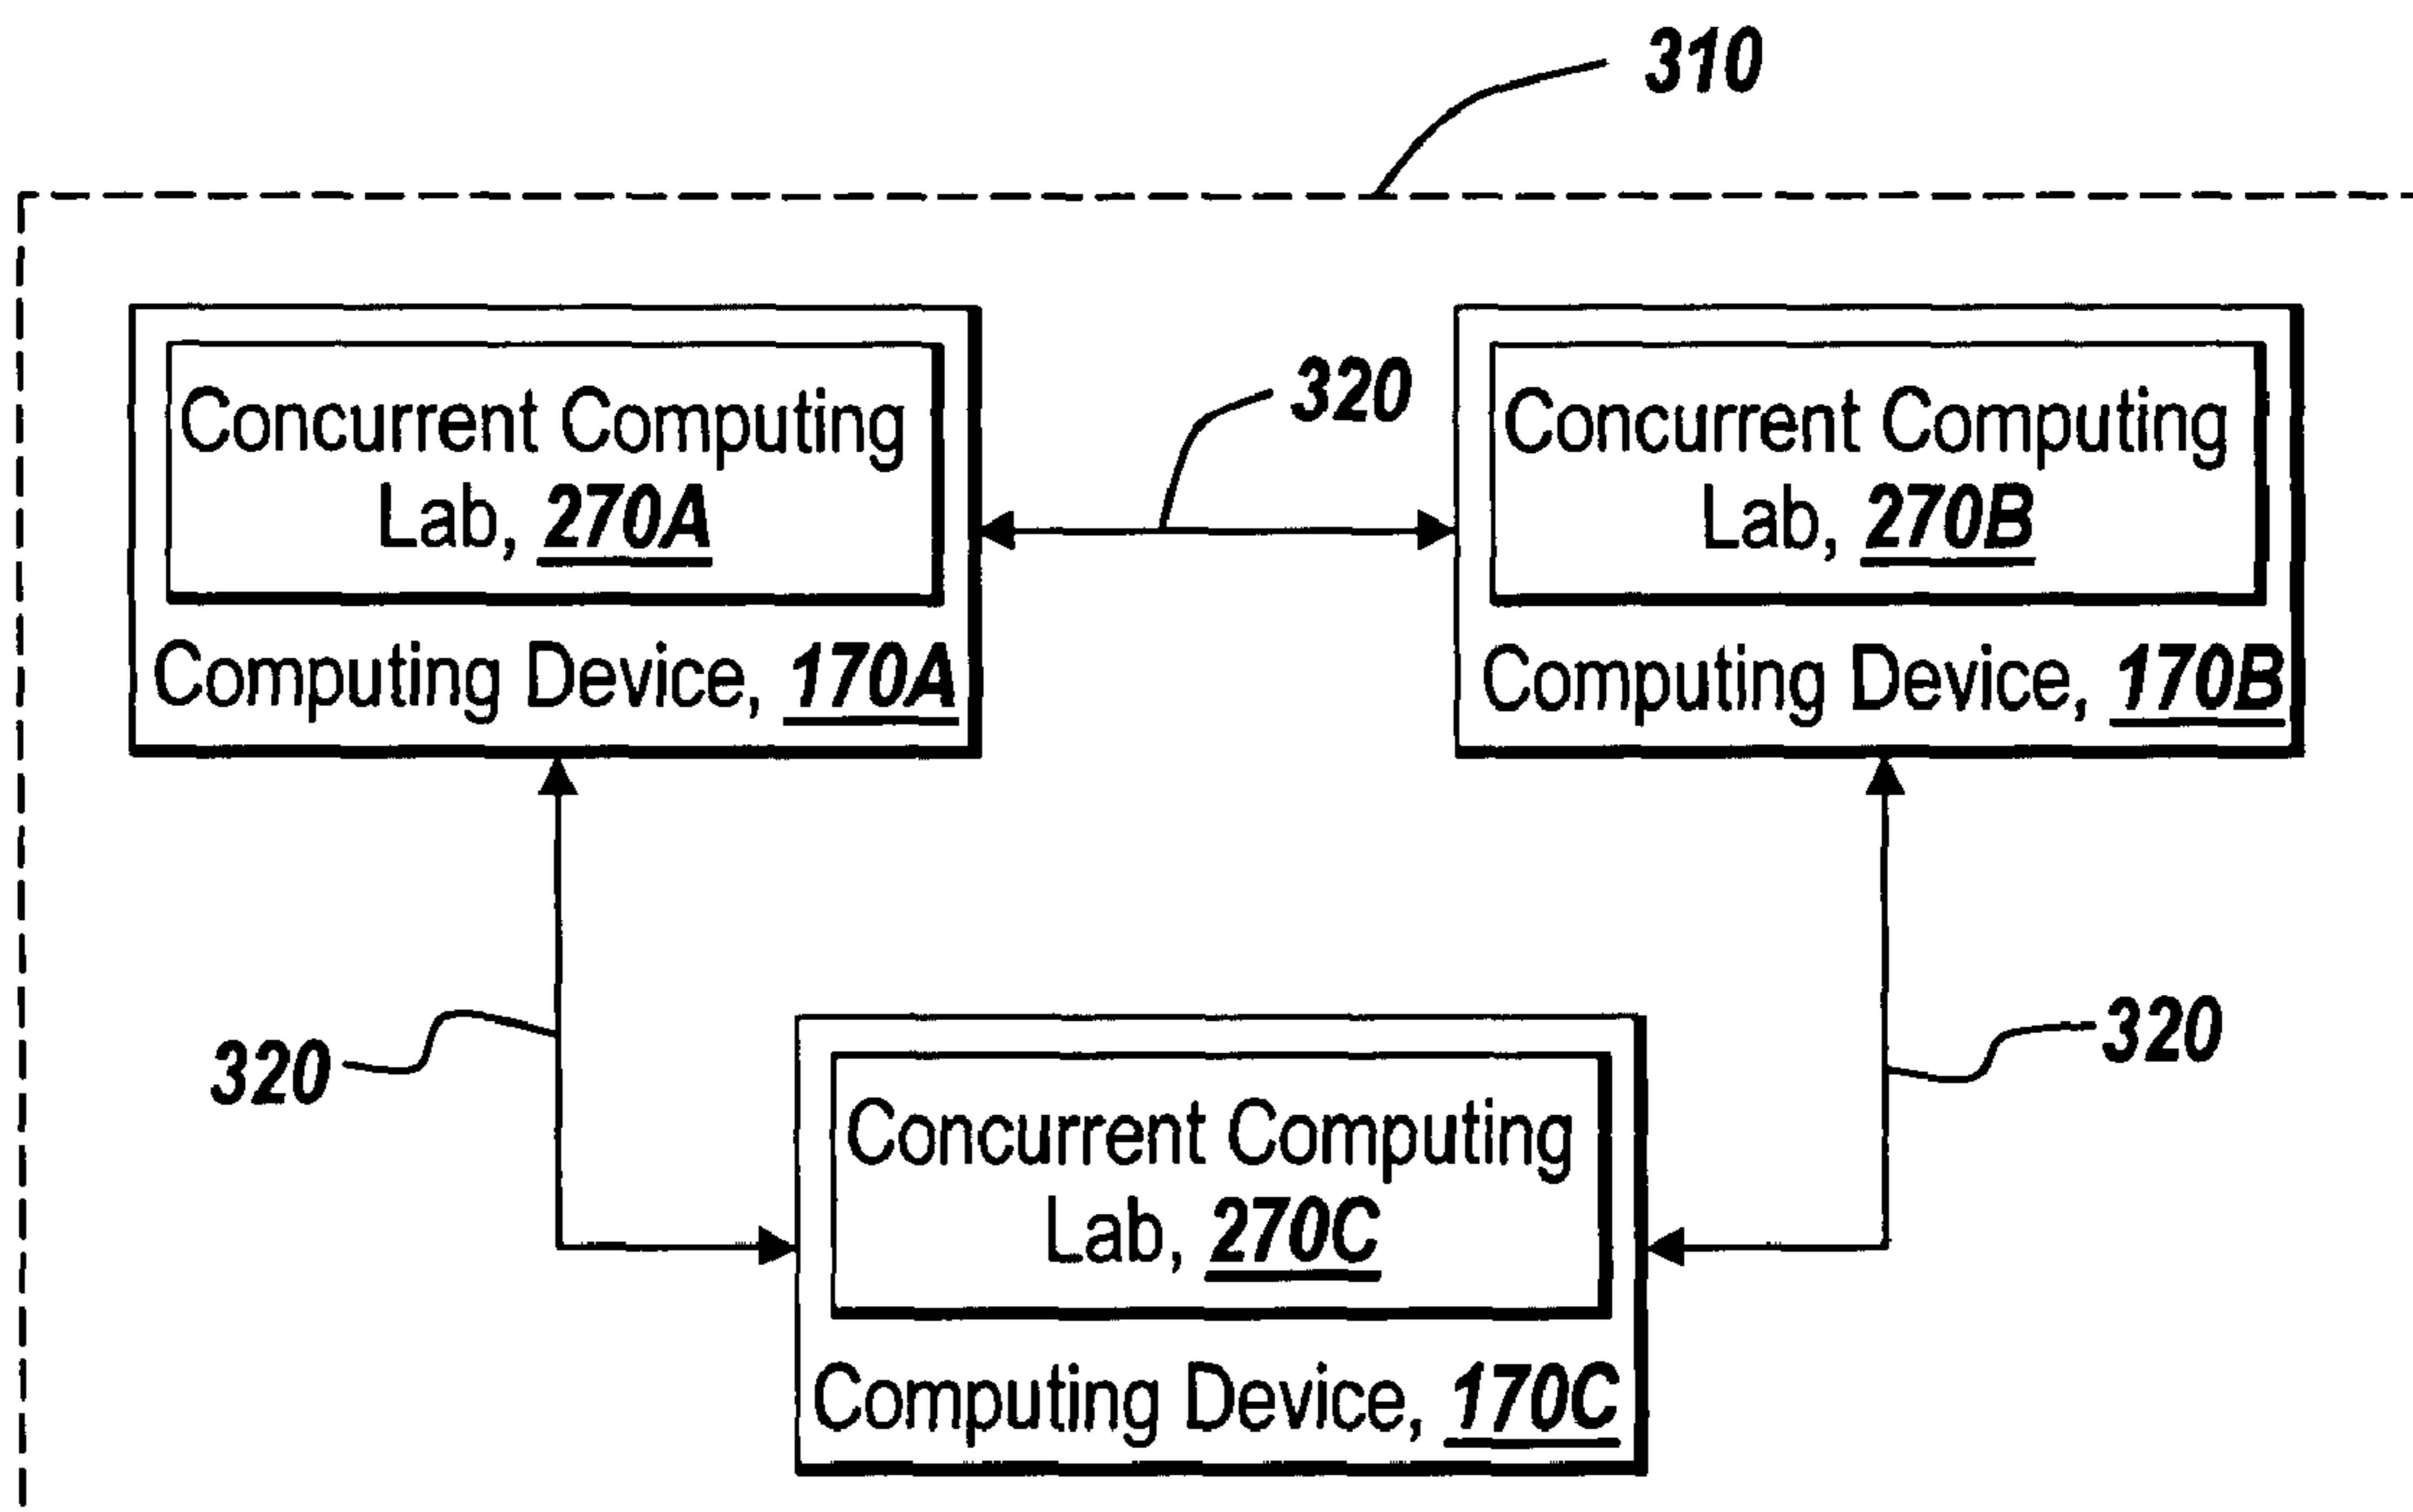 310
320
Concurrent Computing
Lab, 270A
Computing Device, 170A
Concurrent Computing
Lab, 270B
Computing Device, 170B
320
320
Concurrent Computing
Lab, 270C
Computing Device, 170C